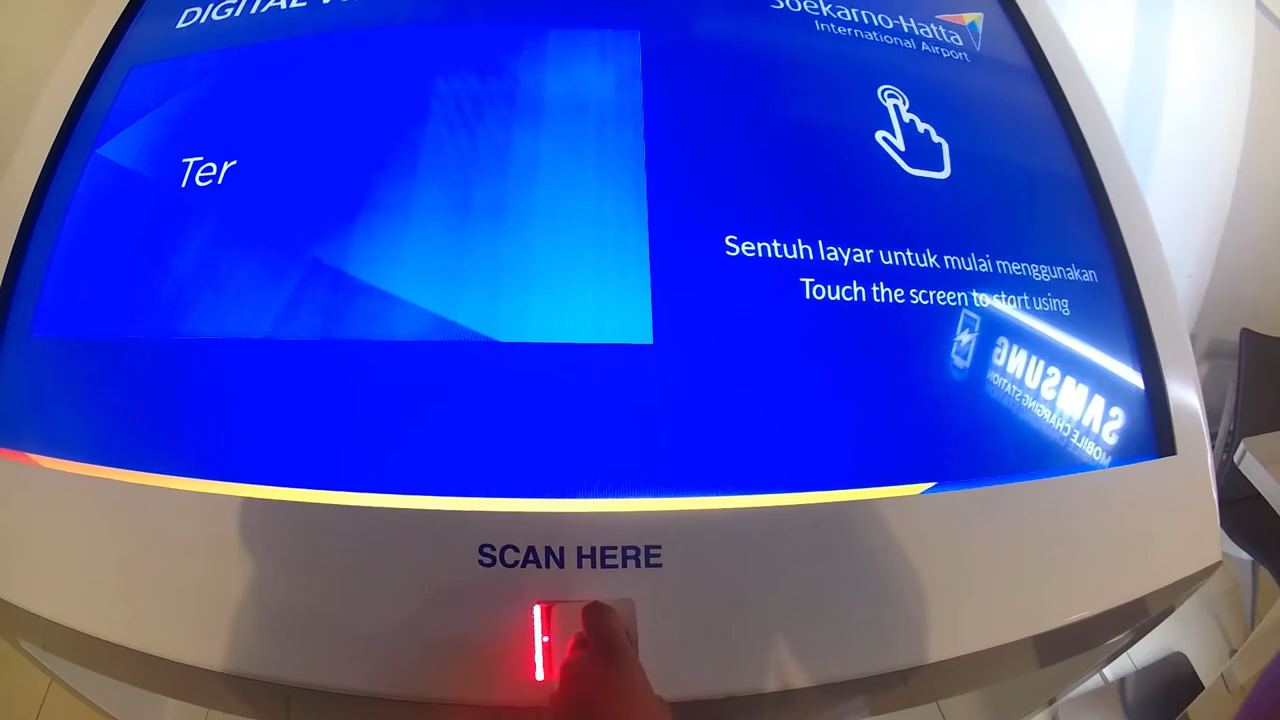 DIGITAL
Soekarno-Hatta
International Airport
Ter
Sentuh layar untuk mulai menggunakan
Touch the screen to start using
SAMSUNG
MOBILE CHARGING STATION
SCAN HERE